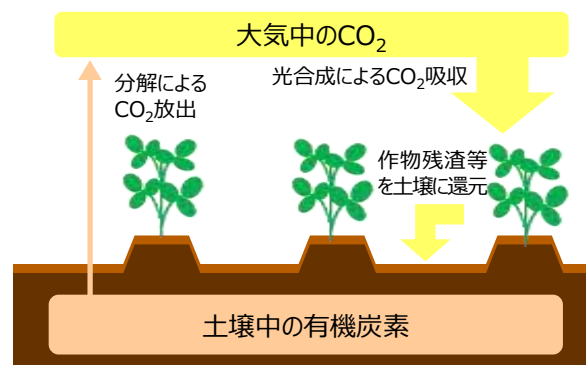 大気中のCO₂
分解による
CO₂放出
光合成によるCO₂吸収
作物残渣等
を土壌に還元
土壌中の有機炭素